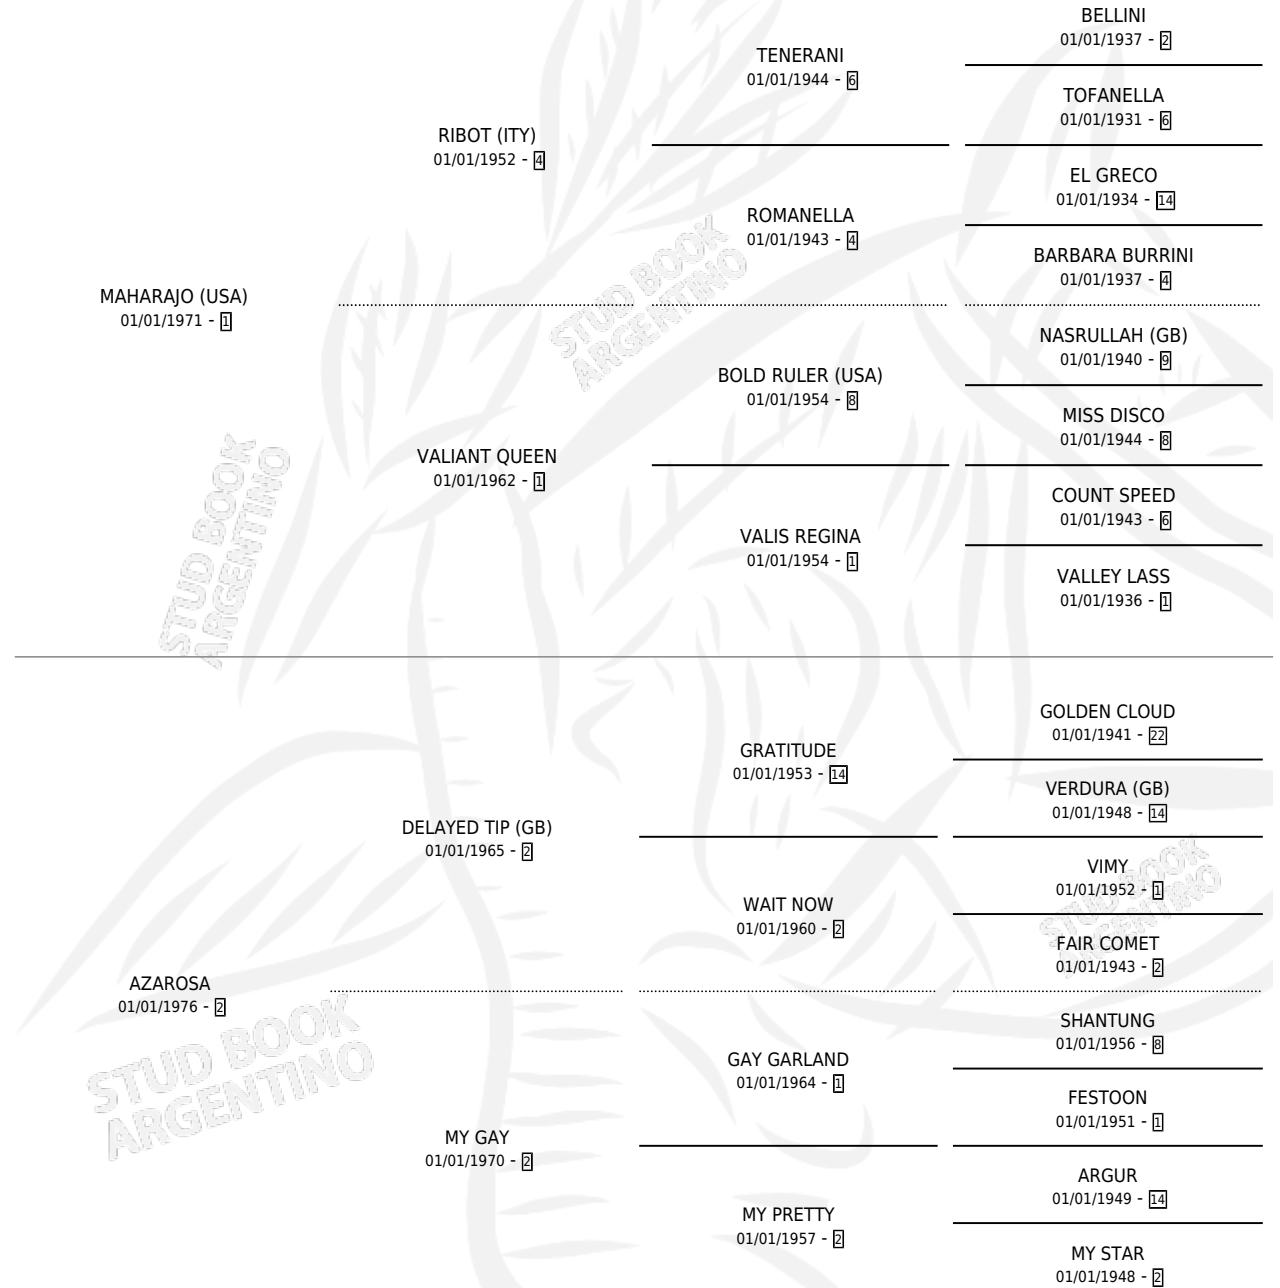 BELLINI
01/01/1937 - 2
TENERANI
01/01/1944 - 6
TOFANELLA
01/01/1931 - 6
RIBOT (ITY)
01/01/1952 - 4
EL GRECO
01/01/1934 - 14
ROMANELLA
01/01/1943 - 4
BARBARA BURRINI
01/01/1937 - 4
MAHARAJO (USA)
01/01/1971 - 1
NASRULLAH (GB)
01/01/1940 - 9
BOLD RULER (USA)
01/01/1954 - 8
MISS DISCO
01/01/1944 - 8
VALIANT QUEEN
01/01/1962 - 1
COUNT SPEED
01/01/1943 - 6
VALIS REGINA
01/01/1954 - 1
VALLEY LASS
01/01/1936 - 1
STUD BOOK
ARGENTINO
STUD BOOK
ARGENTINO
GOLDEN CLOUD
01/01/1941 - 22
GRATITUDE
01/01/1953 - 14
VERDURA (GB)
01/01/1948 - 14
DELAYED TIP (GB)
01/01/1965 - 2
VIMY
01/01/1952 - 1
WAIT NOW
01/01/1960 - 2
FAIR COMET
01/01/1943 - 2
STUD BOOK
ARGENTINO
AZAROSA
01/01/1976 - 2
SHANTUNG
01/01/1956 - 8
GAY GARLAND
01/01/1964 - 1
FESTOON
01/01/1951 - 1
MY GAY
01/01/1970 - 2
ARGUR
01/01/1949 - 14
MY PRETTY
01/01/1957 - 2
MY STAR
01/01/1948 - 2
STUD BOOK
ARGENTINO